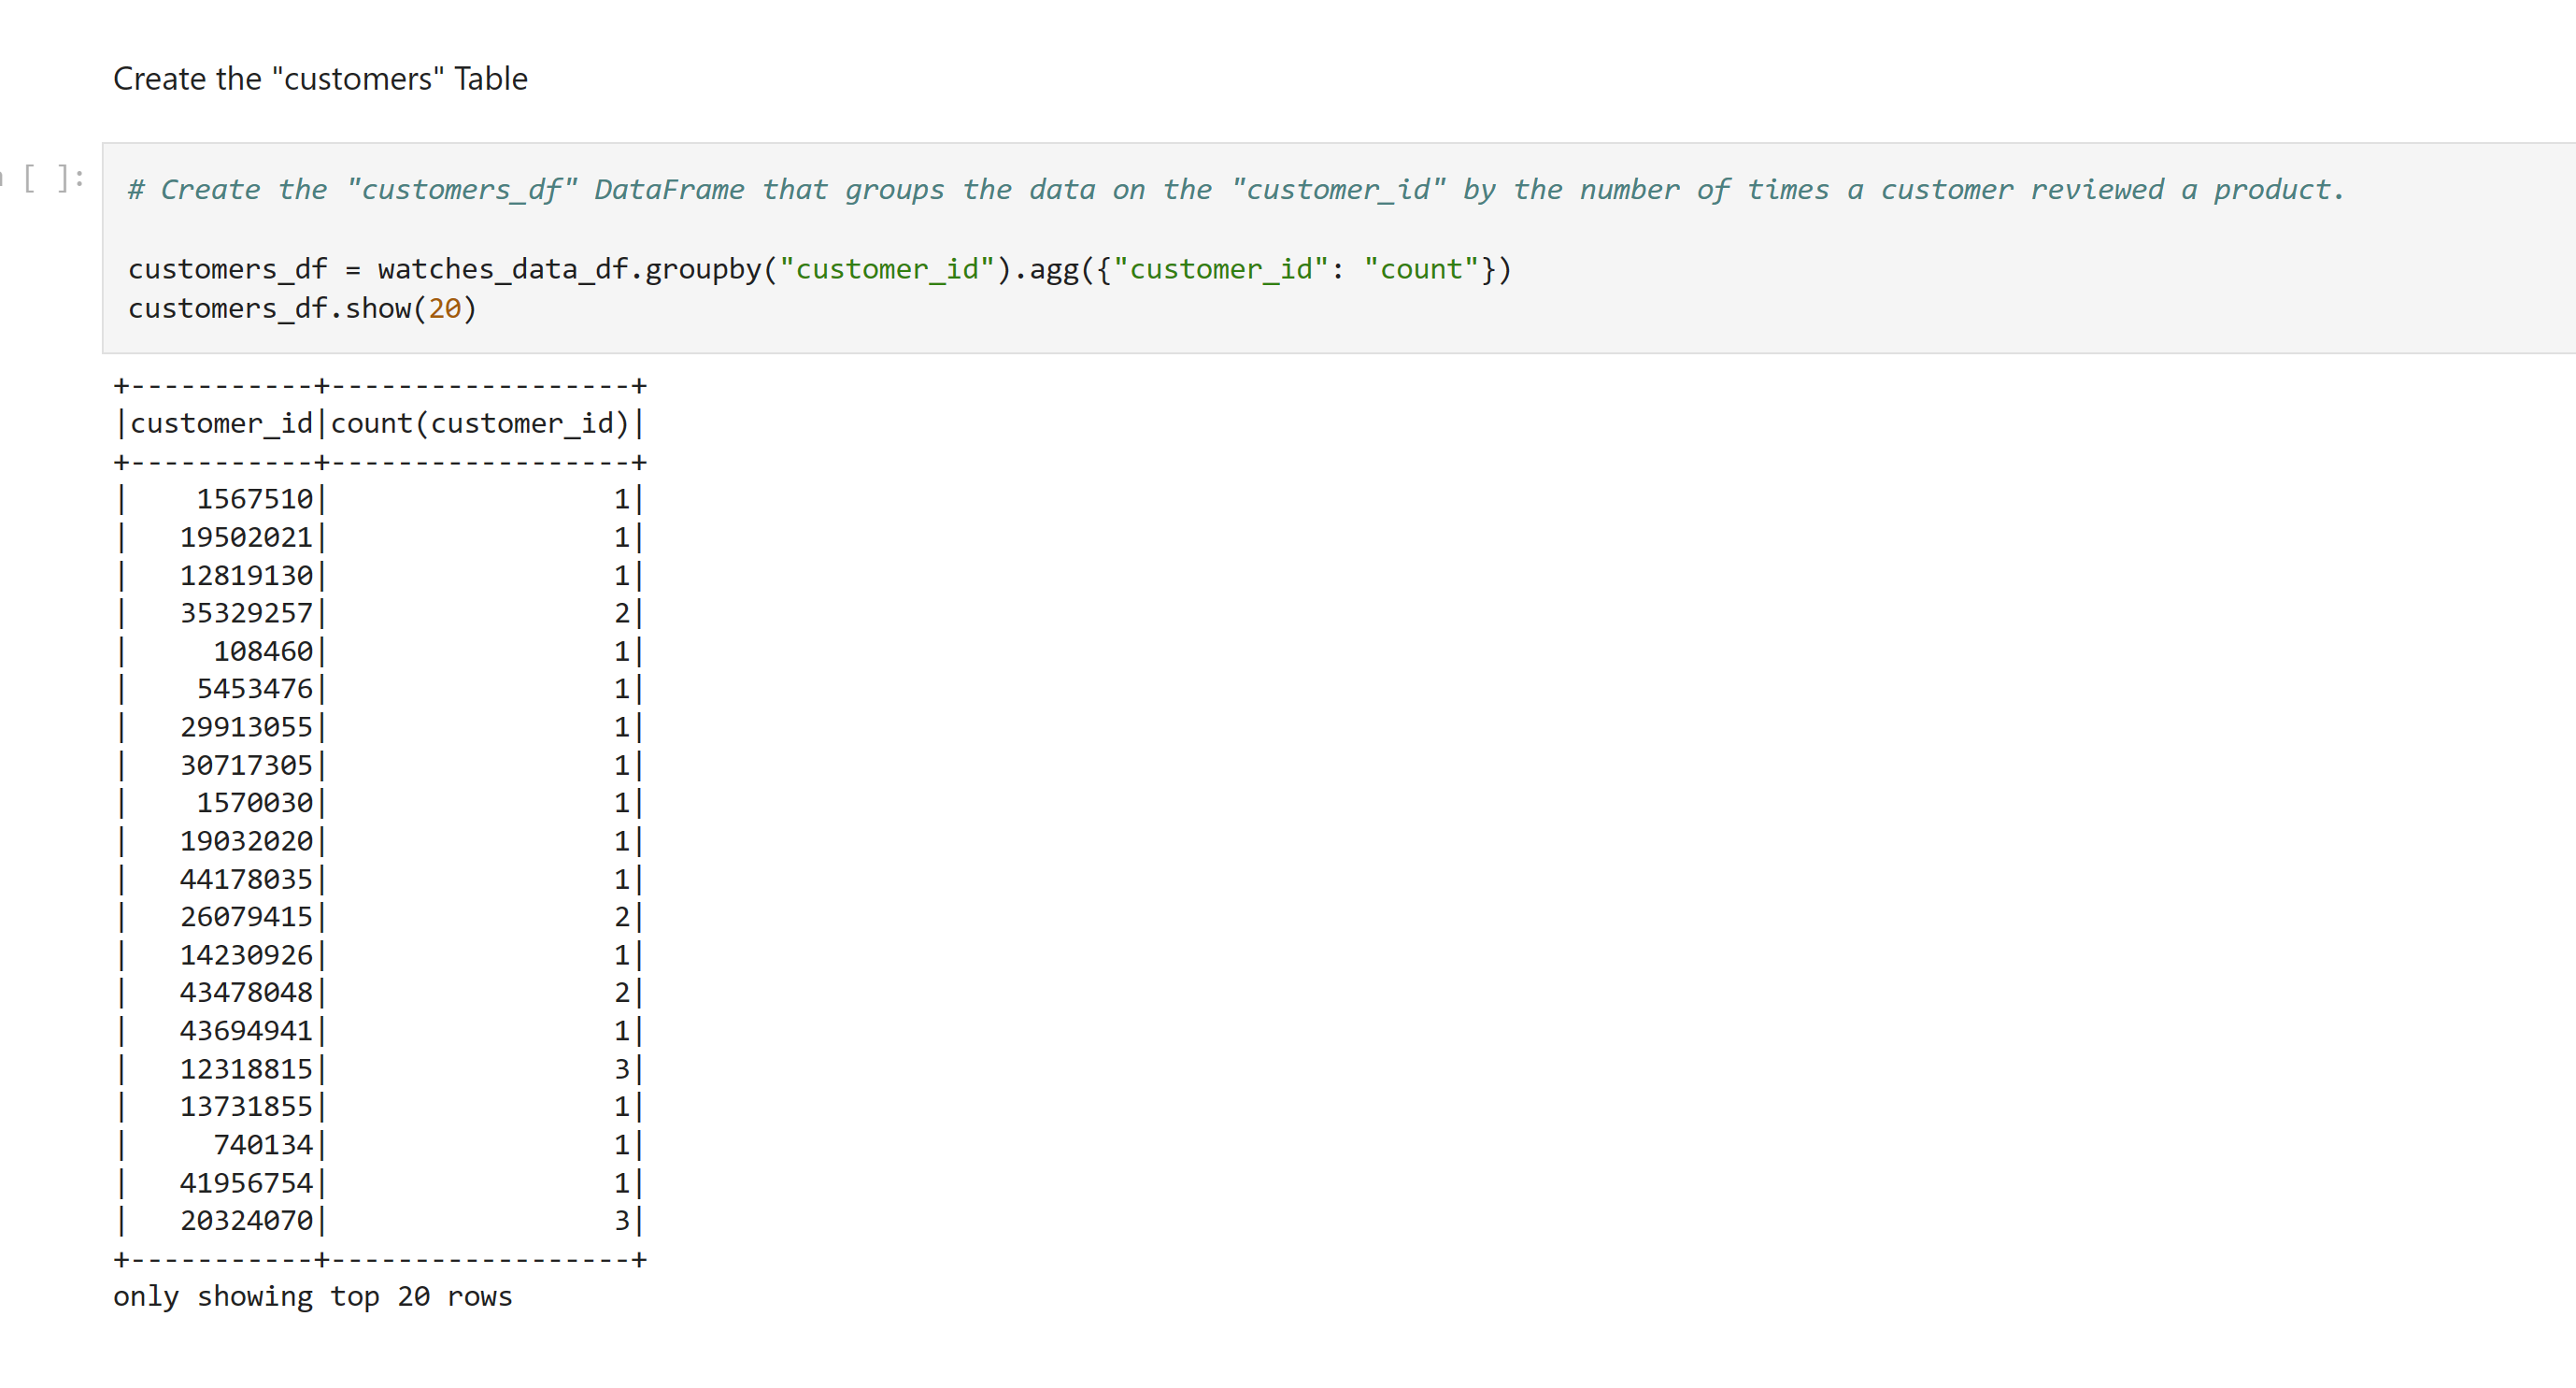 Create the "customers" Table
[ ]:
# Create the "customers_df" DataFrame that groups the data on the "customer_id" by the number of times a customer reviewed a product.
customers_df = watches_data_df.groupby("customer_id").agg({"customer_id": "count"})
customers_df.show(20)
+-----------+------------------+
|customer_id|count(customer_id)|
+-----------+------------------+
|    1567510|                 1|
|   19502021|                 1|
|   12819130|                 1|
|   35329257|                 2|
|     108460|                 1|
|    5453476|                 1|
|   29913055|                 1|
|   30717305|                 1|
|    1570030|                 1|
|   19032020|                 1|
|   44178035|                 1|
|   26079415|                 2|
|   14230926|                 1|
|   43478048|                 2|
|   43694941|                 1|
|   12318815|                 3|
|   13731855|                 1|
|     740134|                 1|
|   41956754|                 1|
|   20324070|                 3|
+-----------+------------------+
only showing top 20 rows